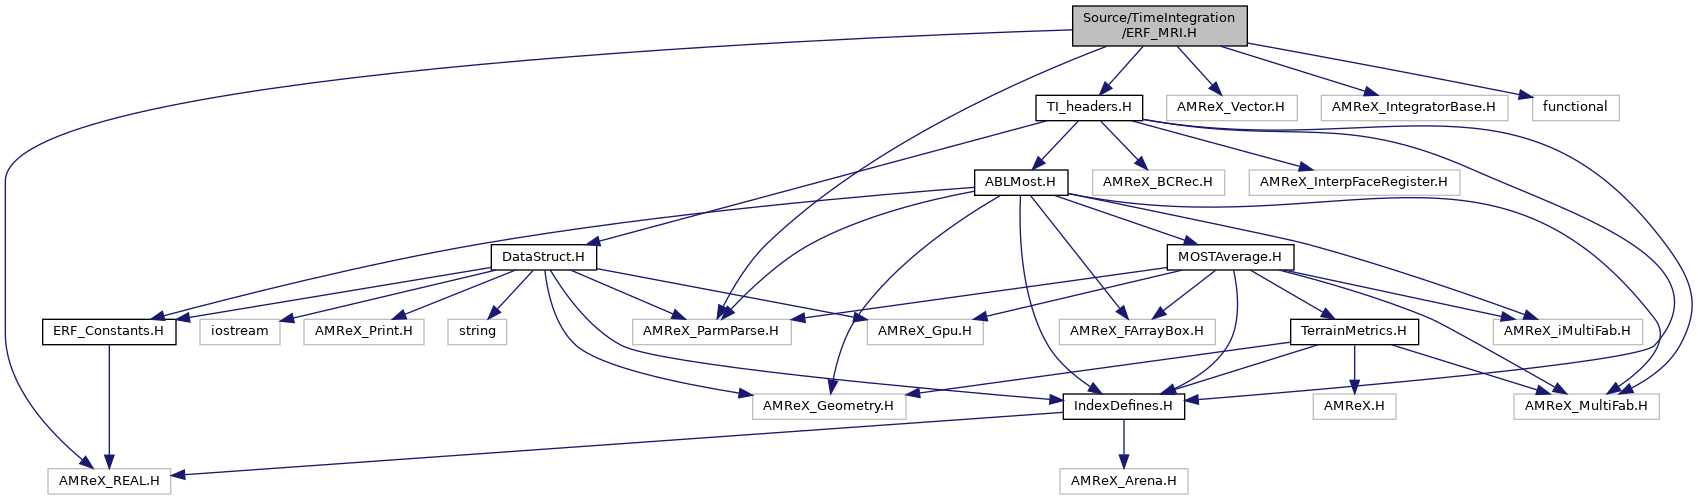 Source/TimeIntegration
/ERF_MRI.H
TI_headers.H
AMReX_Vector.H
AMReX_IntegratorBase.H
functional
ABLMost.H
AMReX_BCRec.H
AMReX_InterpFaceRegister.H
DataStruct.H
MOSTAverage.H
ERF_Constants.H
iostream
AMReX_Print.H
string
AMReX_ParmParse.H
AMReX_Gpu.H
AMReX_FArrayBox.H
TerrainMetrics.H
AMReX_iMultiFab.H
AMReX_Geometry.H
IndexDefines.H
AMReX.H
AMReX_MultiFab.H
AMReX_REAL.H
AMReX_Arena.H